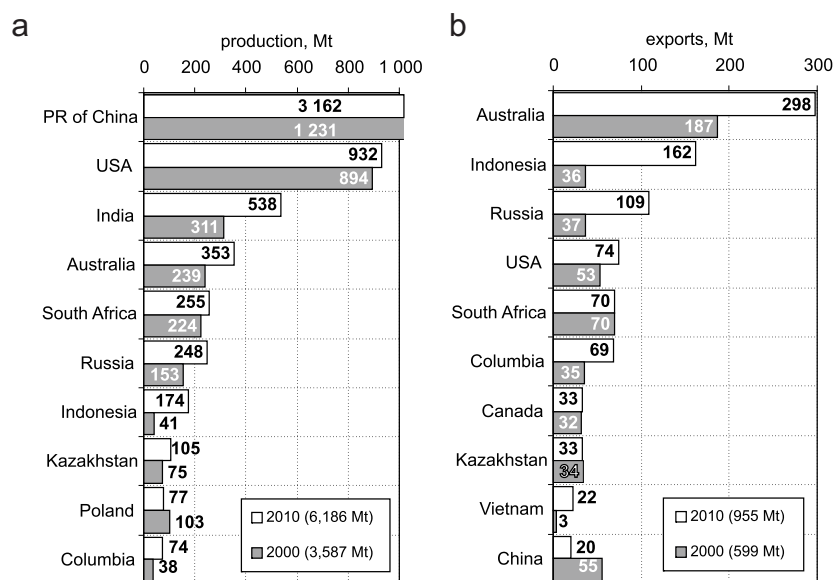 a
production, Mt
0 200 400 600 800 1 000
PR of China
3 162
1 231
USA
932
894
India
538
311
Australia
353
239
South Africa
255
224
Russia
248
153
Indonesia
174
41
Kazakhstan
105
75
Poland
77
103
Columbia
74
38
2010 (6,186 Mt)
2000 (3,587 Mt)
b
exports, Mt
0 100 200 300
Australia
298
187
Indonesia
162
36
Russia
109
37
USA
74
53
South Africa
70
70
Columbia
69
35
Canada
33
32
Kazakhstan
33
34
Vietnam
22
3
China
20
55
2010 (955 Mt)
2000 (599 Mt)